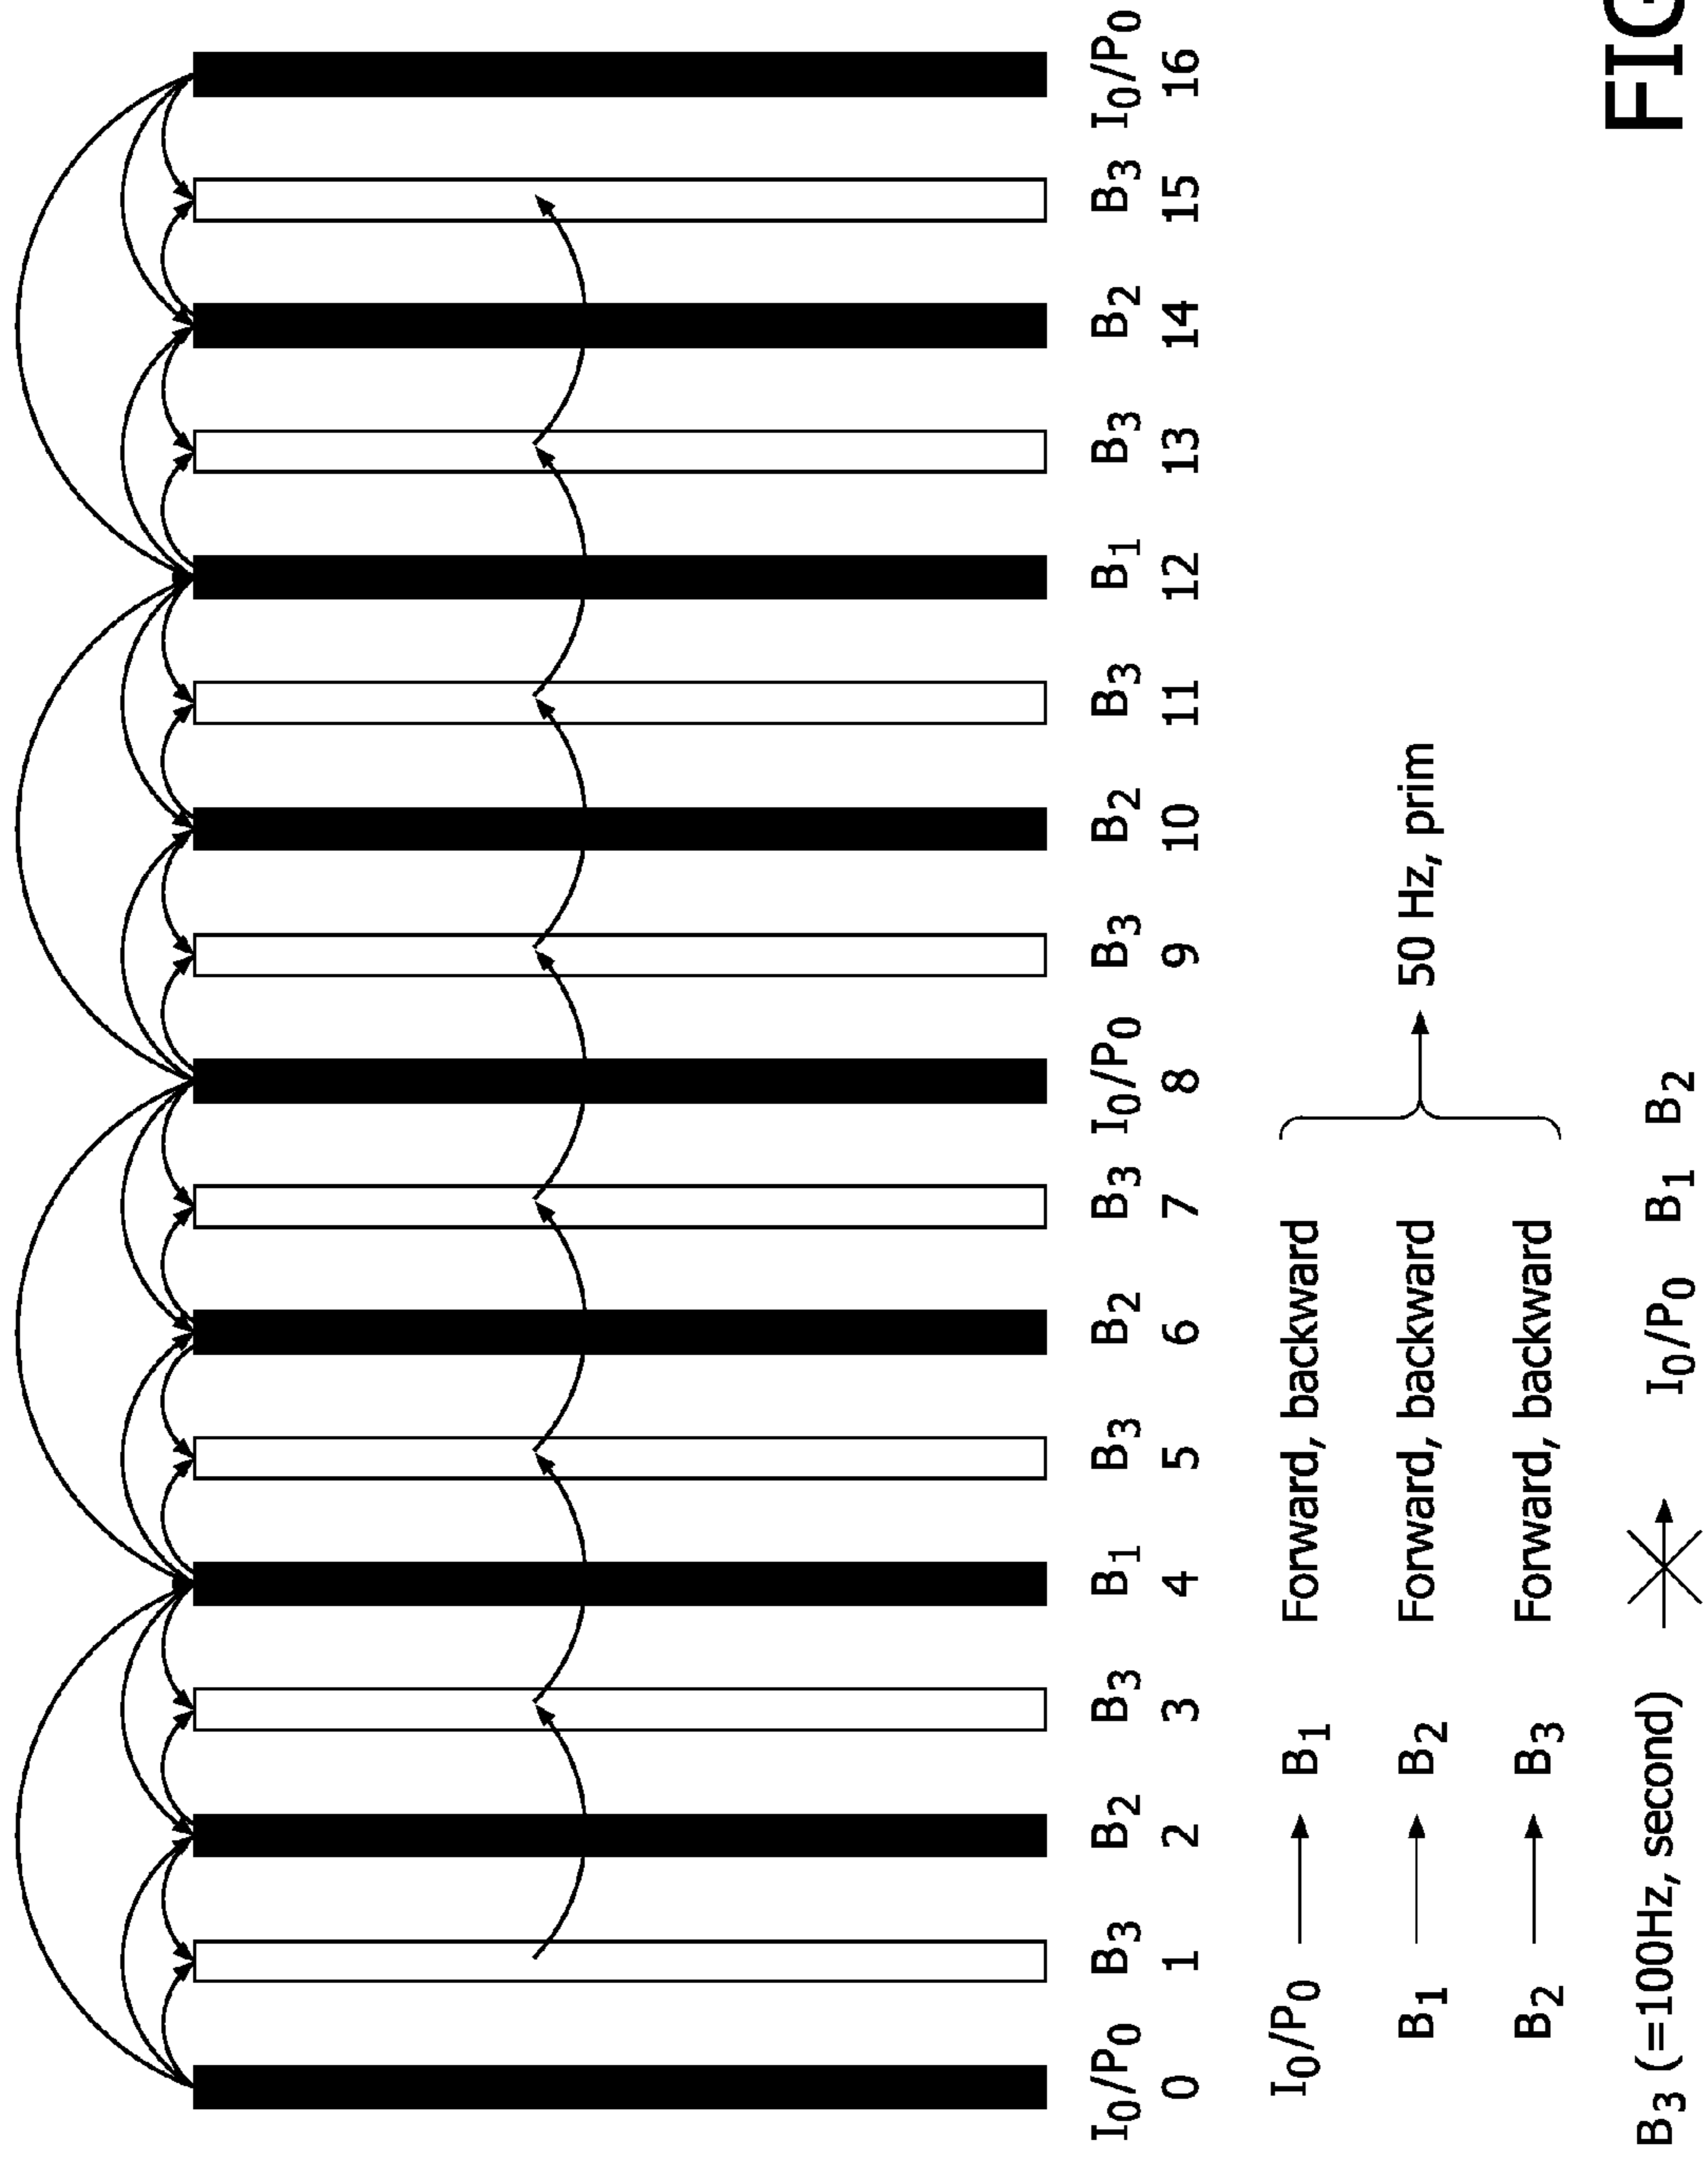 I0/P0 B3 B2 B3 B1 B3 B2 B3 I0/P0 B3 B2 B3 B1 B3 B2 B3 I0/P0
0 1 2 3 4 5 6 7 8 9 10 11 12 13 14 15 16
I0/P0 → B1 Forward, backward
B1 → B2 Forward, backward → 50 Hz, prim
B2 → B3 Forward, backward
B3 (=100Hz, second) → I0/P0 B1 B2
FIG